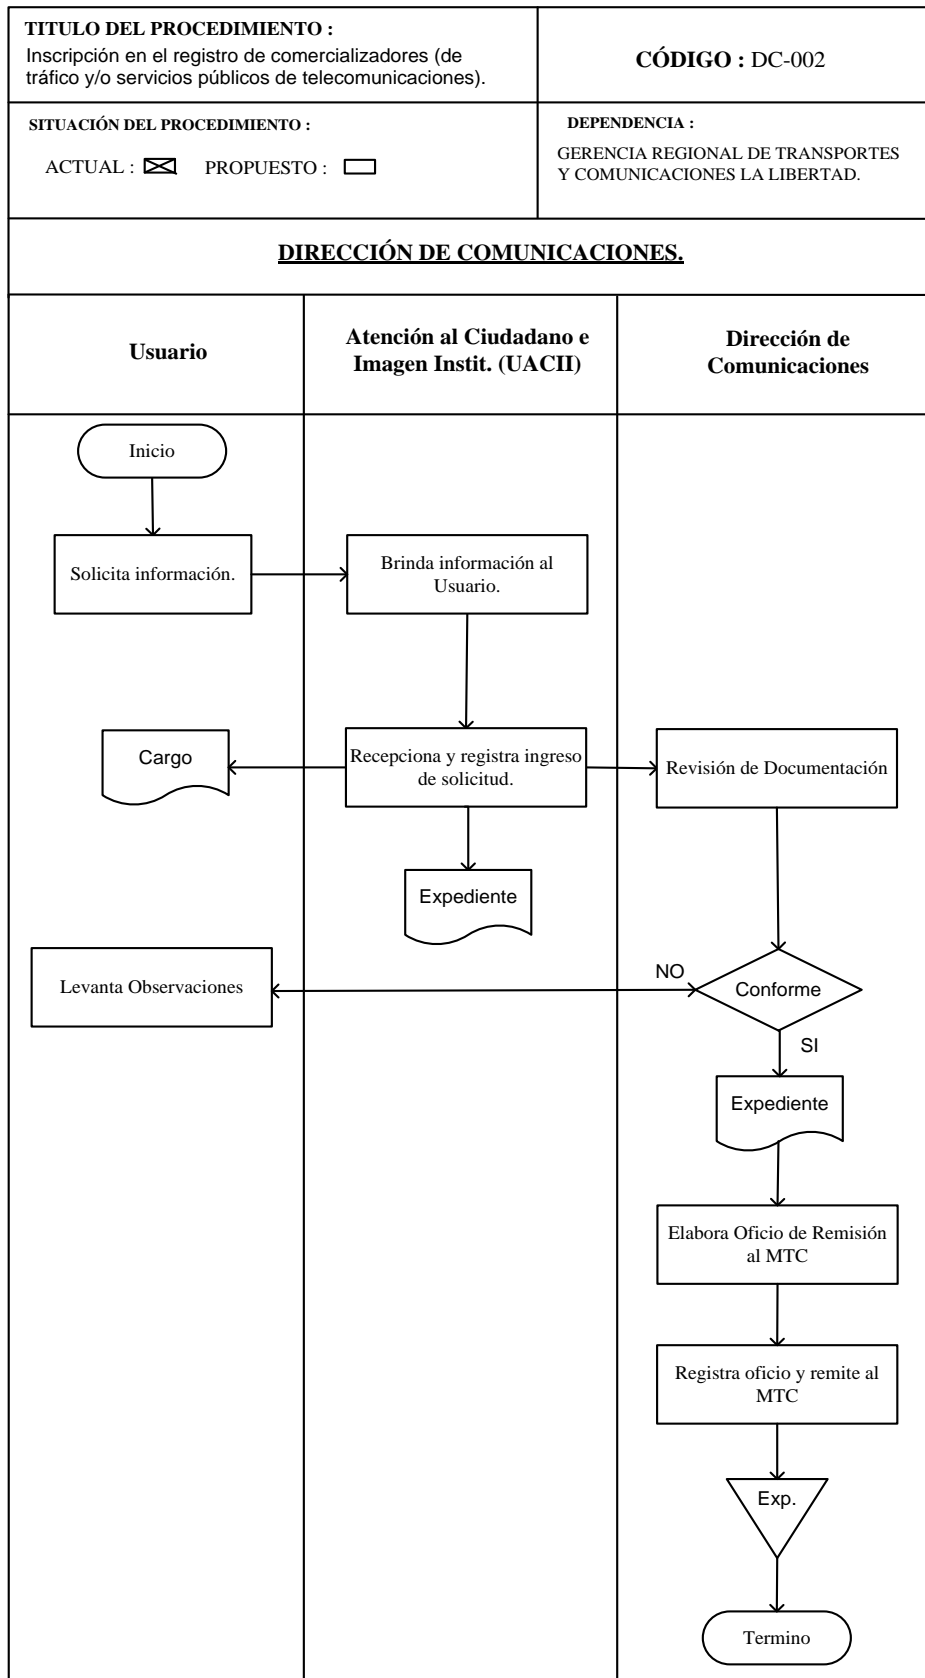 TITULO DEL PROCEDIMIENTO :
Inscripción en el registro de comercializadores (de
tráfico y/o servicios públicos de telecomunicaciones).
CÓDIGO : DC-002
SITUACIÓN DEL PROCEDIMIENTO :
ACTUAL : PROPUESTO :
DEPENDENCIA :
GERENCIA REGIONAL DE TRANSPORTES
Y COMUNICACIONES LA LIBERTAD.
DIRECCIÓN DE COMUNICACIONES.
Usuario
Atención al Ciudadano e
Imagen Instit. (UACII)
Dirección de
Comunicaciones
Inicio
Solicita información.
Brinda información al
Usuario.
Cargo
Recepciona y registra ingreso
de solicitud.
Revisión de Documentación
Expediente
Levanta Observaciones
NO
Conforme
SI
Expediente
Elabora Oficio de Remisión
al MTC
Registra oficio y remite al
MTC
Exp.
Termino